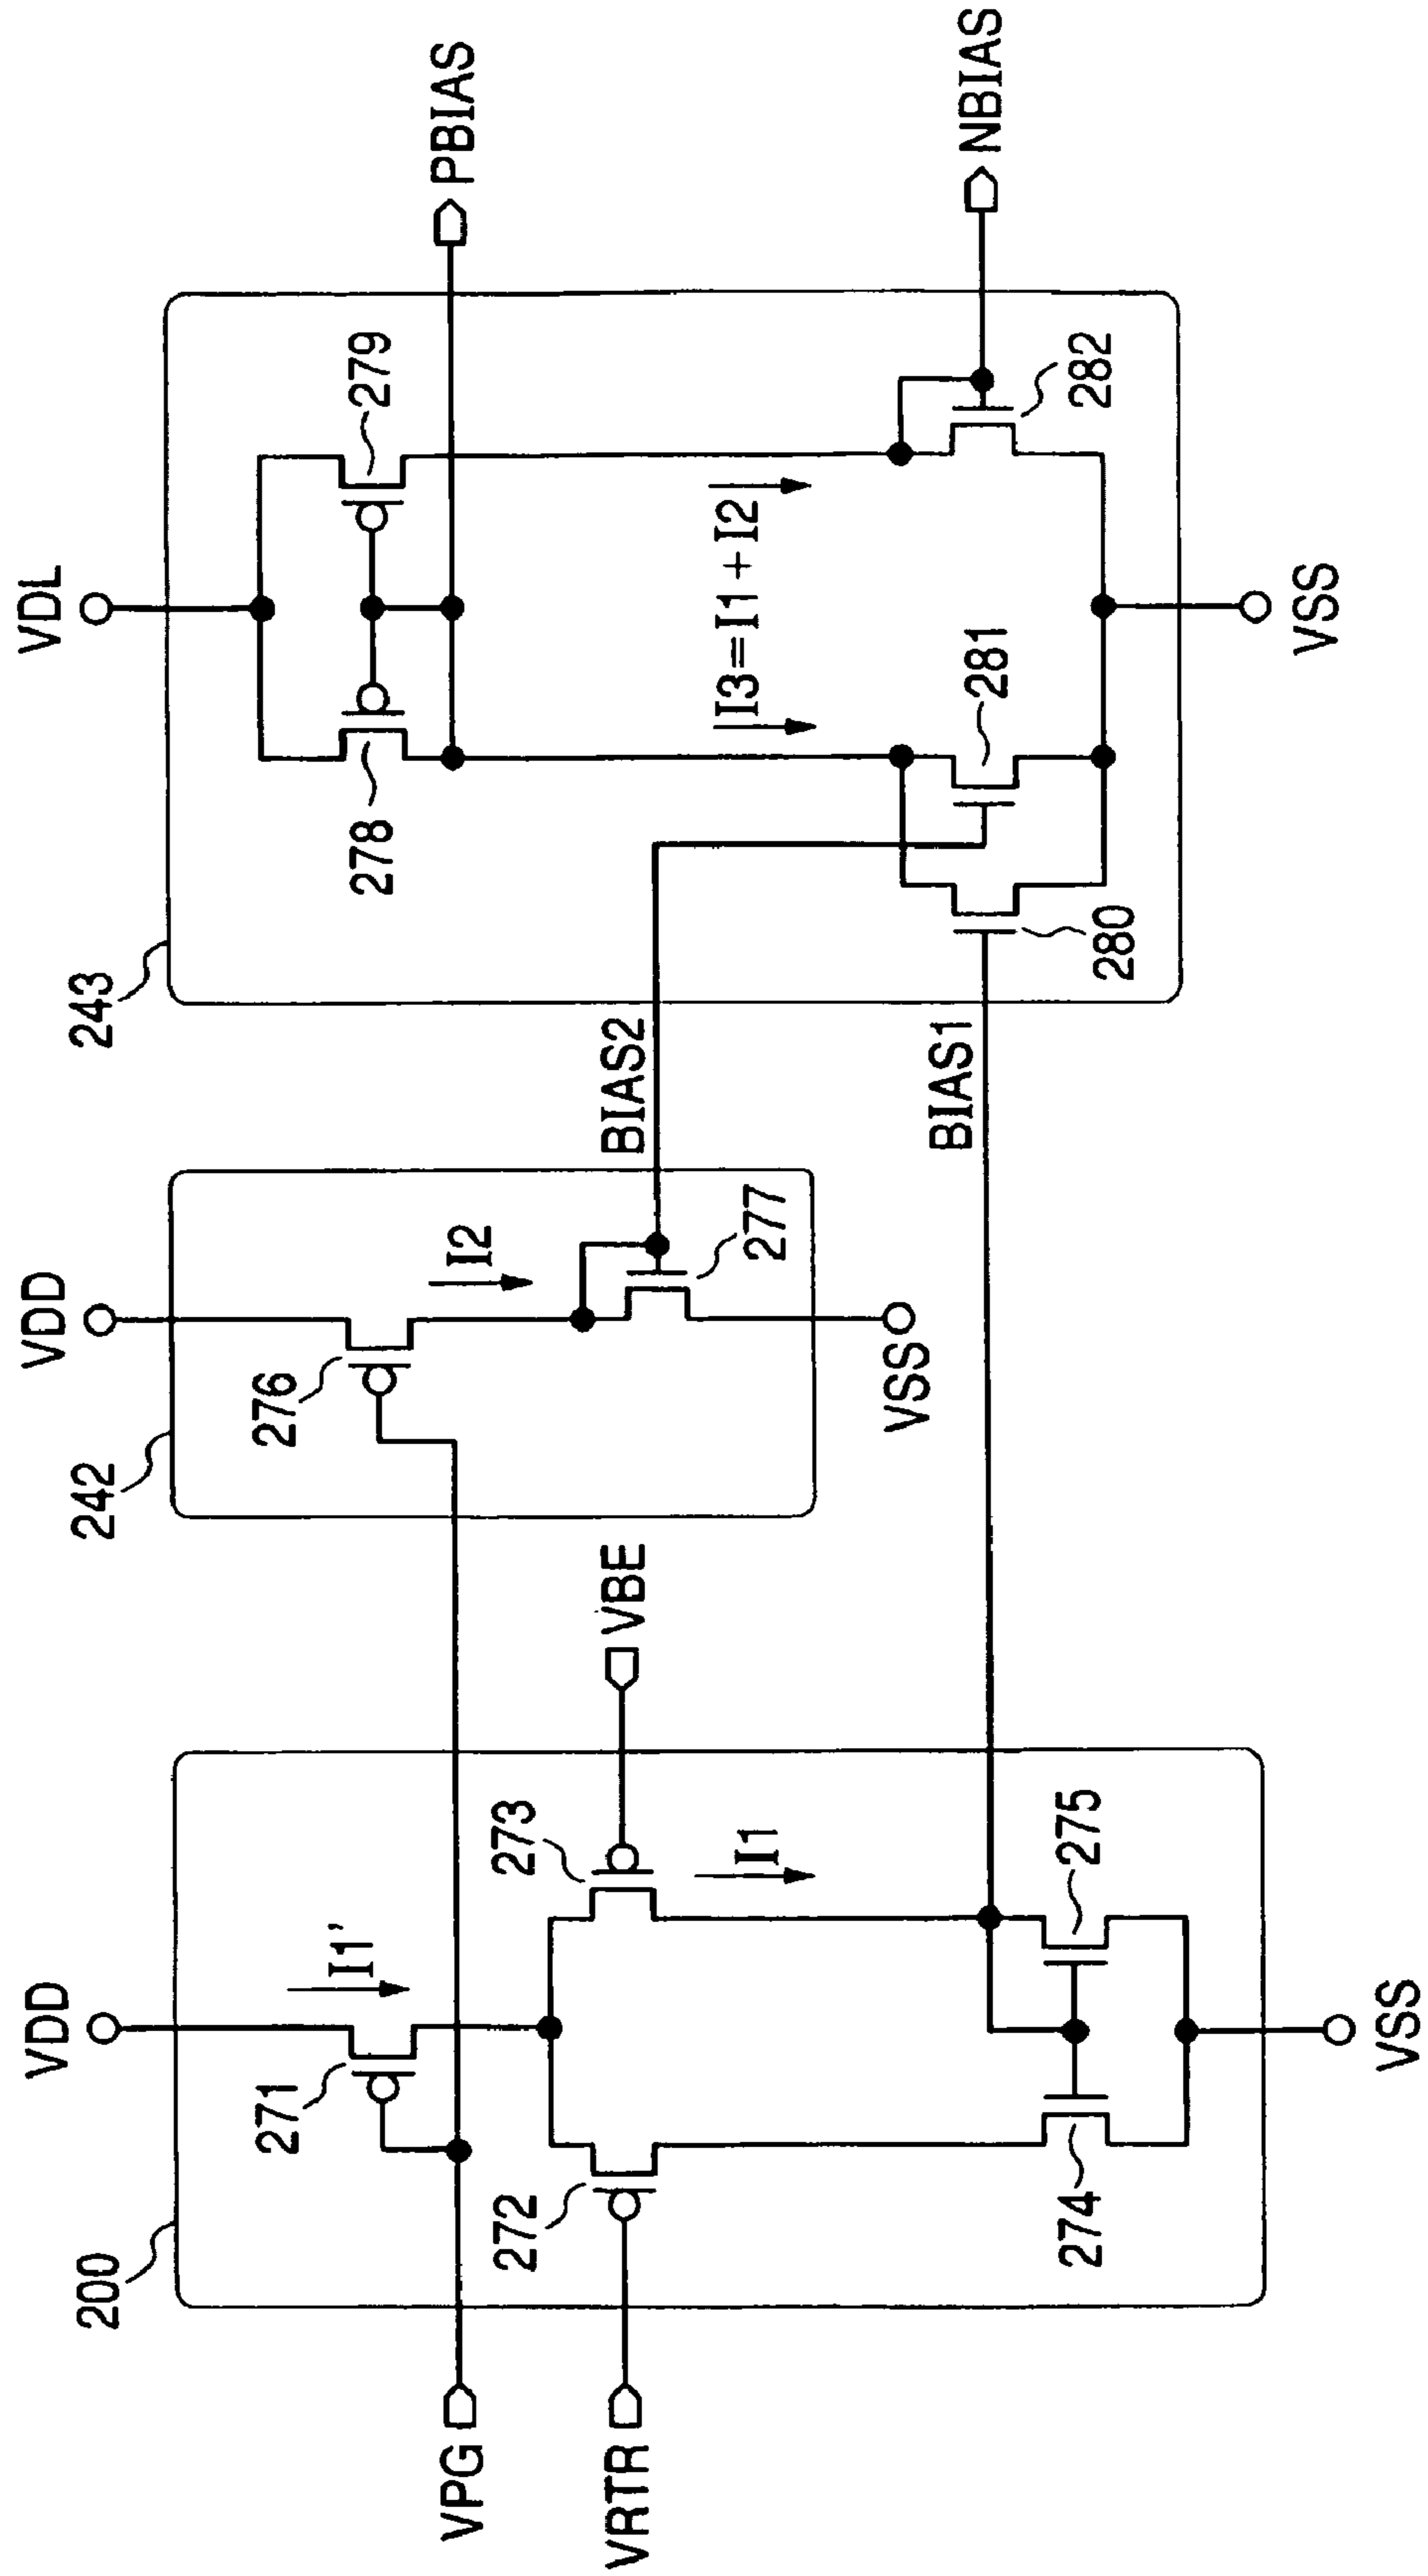 200
VDD
I1'
271
VPG
VRTR
272
273
VBE
I1
274
275
VSS
242
VDD
276
I2
277
VSS
BIAS2
BIAS1
243
VDL
278
279
PBIAS
I3=I1+I2
280
281
282
NBIAS
VSS